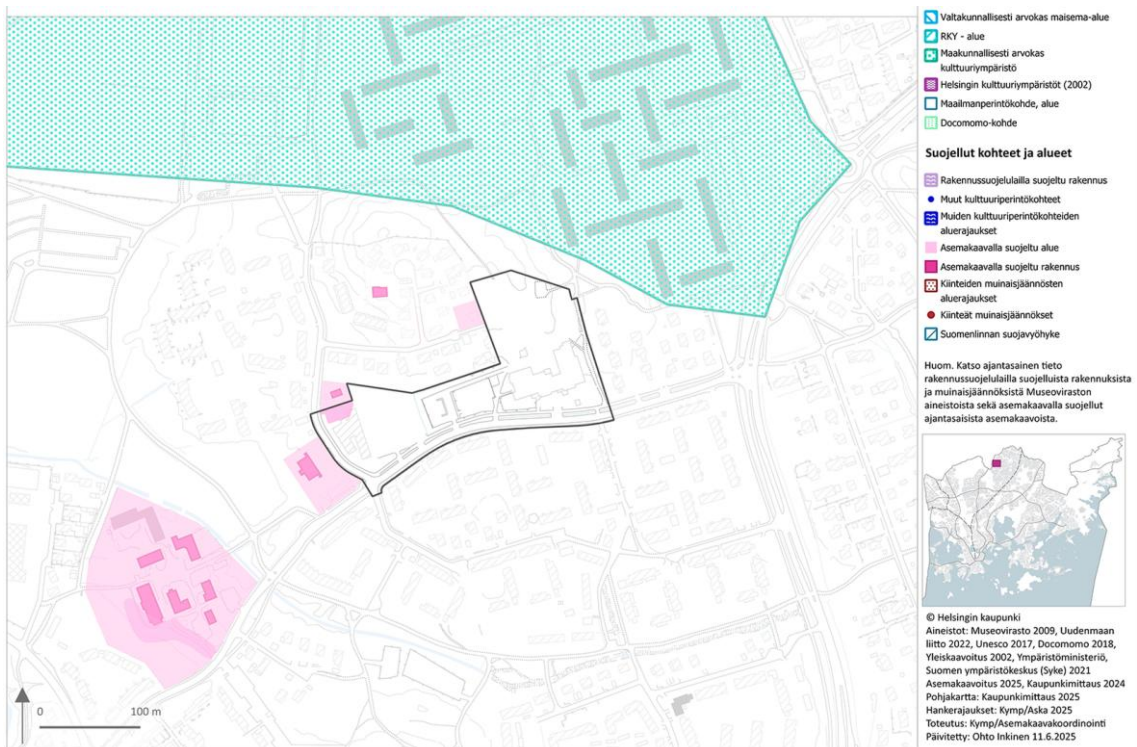 Valtakunnallisesti arvokas maisema-alue
RKY - alue
Maakunnallisesti arvokas
kulttuuriympäristö
Helsingin kulttuuriympäristöt (2002)
Maailmanperintökohde, alue
Docomomo-kohde
Suojellut kohteet ja alueet
Rakennussuojelulailla suojeltu rakennus
Muut kulttuuriperintökohteet
Muiden kulttuuriperintökohteiden
aluerajaukset
Asemakaavalla suojeltu alue
Asemakaavalla suojeltu rakennus
Kiinteiden muinaisjäännösten
aluerajaukset
Kiinteät muinaisjäännökset
Suomenlinnan suojavyöhyke
Huom. Katso ajantasainen tieto
rakennussuojelulailla suojelluista rakennuksista
ja muinaisjäännöksistä Museoviraston
aineistoista sekä asemakaavalla suojellut
ajantasaisista asemakaavoista.
© Helsingin kaupunki
Aineistot: Museovirasto 2009, Uudenmaan
liitto 2022, Unesco 2017, Docomomo 2018,
Yleiskaavoitus 2002, Ympäristöministeriö,
Suomen ympäristökeskus (Syke) 2021
Asemakaavoitus 2025, Kaupunkimittaus 2024
Pohjakartta: Kaupunkimittaus 2025
Hankerajaukset: Kymp/Aska 2025
Toteutus: Kymp/Asemakaavakoordinointi
Päivitetty: Ohto Inkinen 11.6.2025
0 100 m